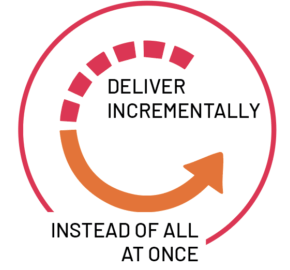 DELIVER
INCREMENTALLY
INSTEAD OF ALL
AT ONCE